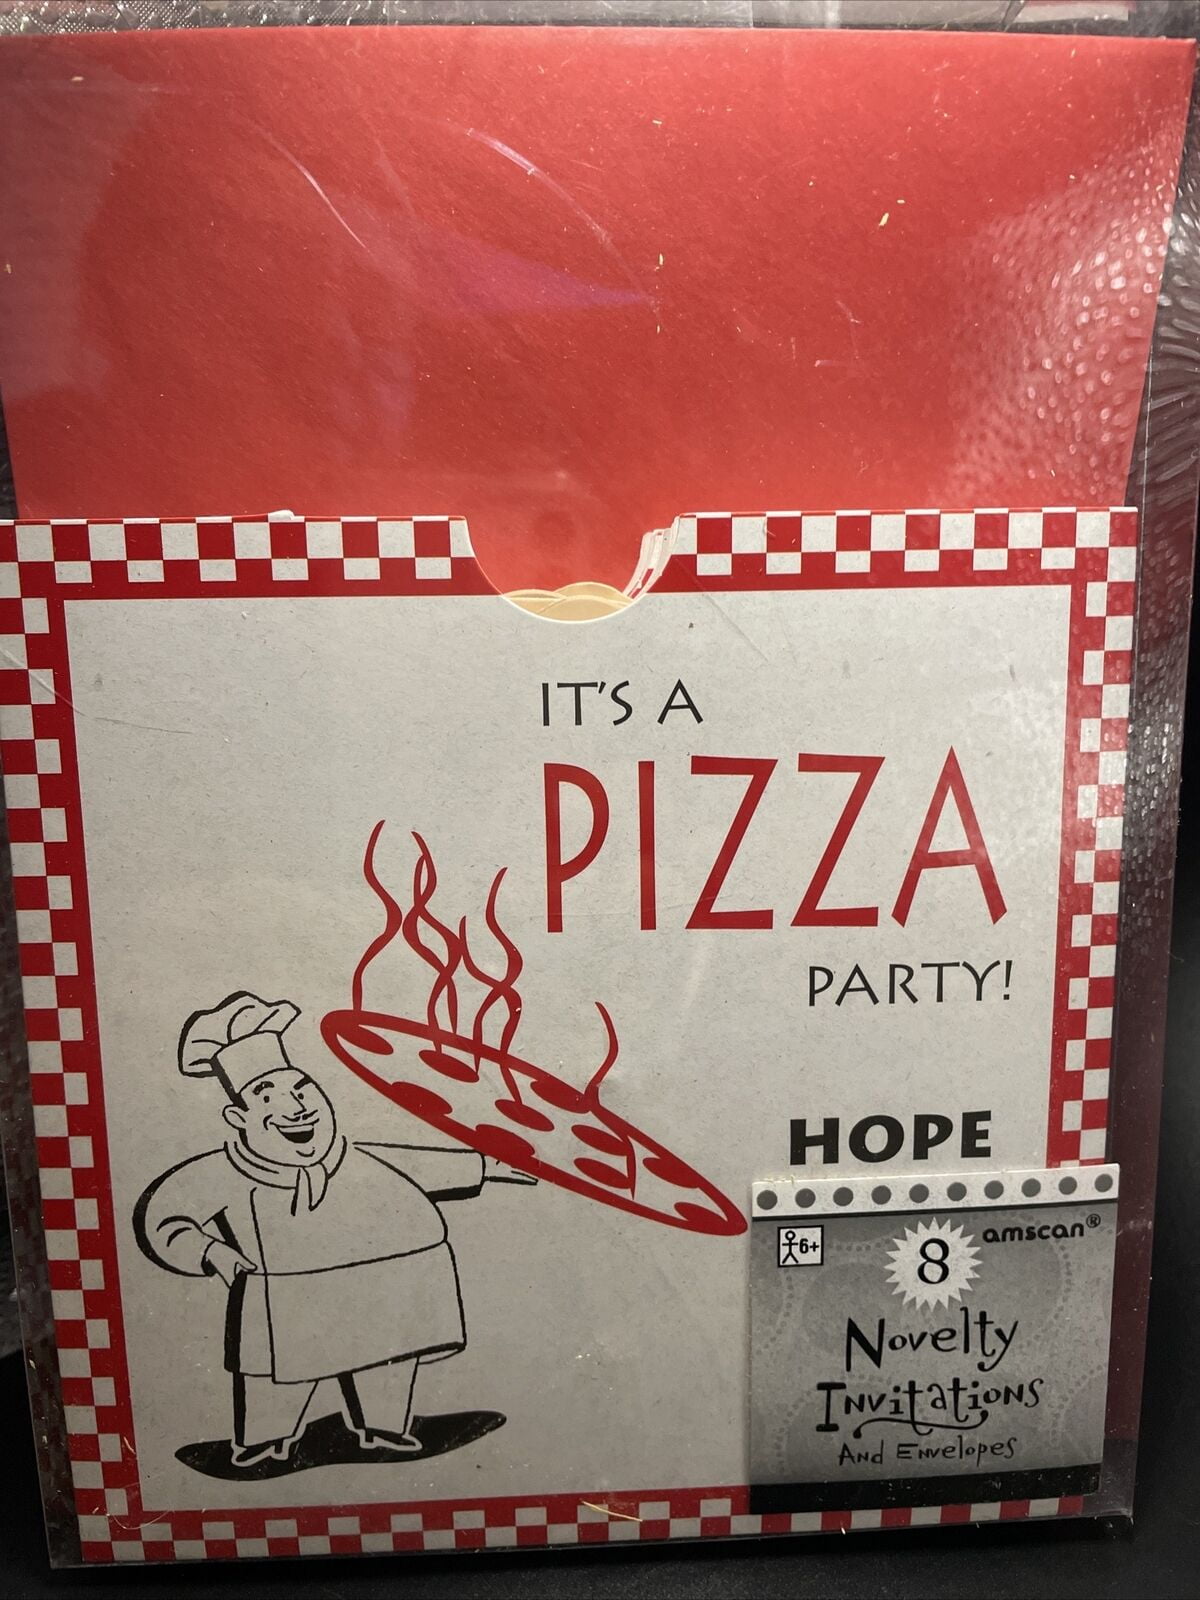 IT'S A
PIZZA
PARTY!
HOPE
6+
8
amscan®
Novelty
Invitations
And Envelopes